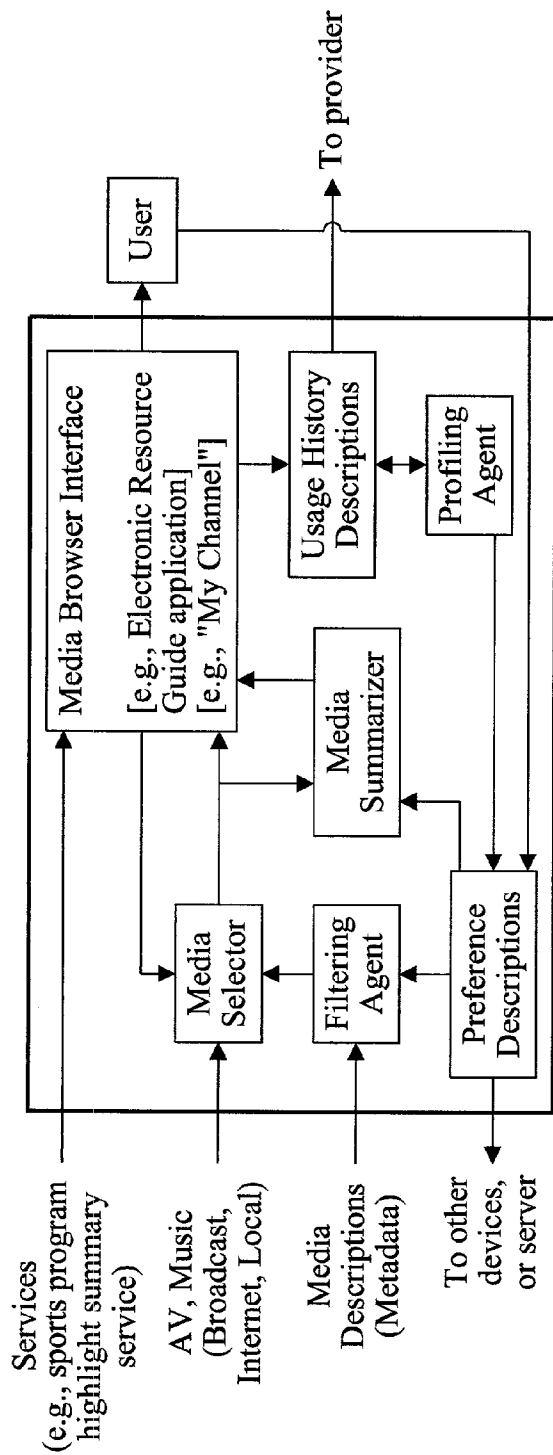 Services
(e.g., sports program
highlight summary
service)
AV, Music
(Broadcast,
Internet, Local)
Media
Descriptions
(Metadata)
To other
devices,
or server
Media Browser Interface
[e.g., Electronic Resource
Guide application]
[e.g., "My Channel"]
Media
Selector
Filtering
Agent
Preference
Descriptions
Media
Summarizer
Usage History
Descriptions
Profiling
Agent
User
To provider